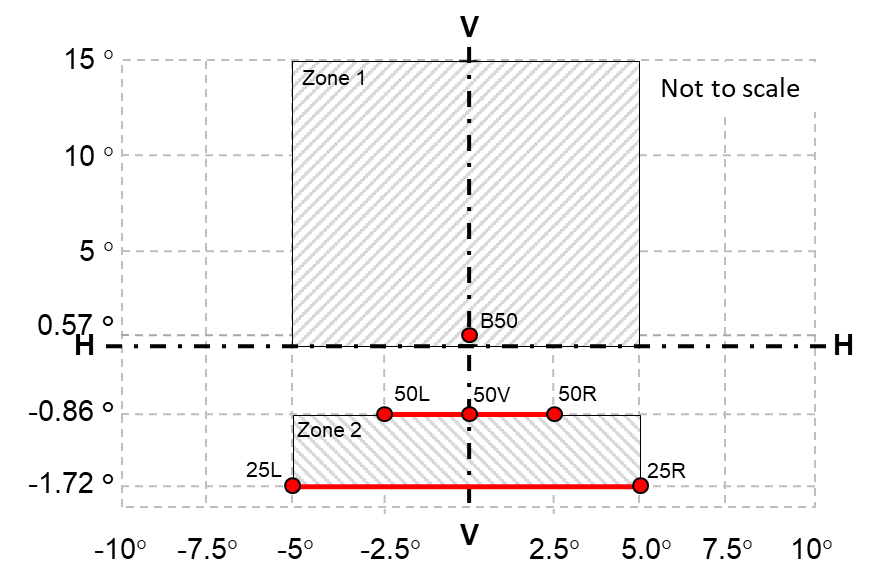 V
15 °
Zone 1
Not to scale
10 °
5 °
0.57 °
B50
H
H
50L
50V
50R
-0.86 °
Zone 2
25L
25R
-1.72 °
V
-10° -7.5° -5° -2.5° 2.5° 5.0° 7.5° 10°